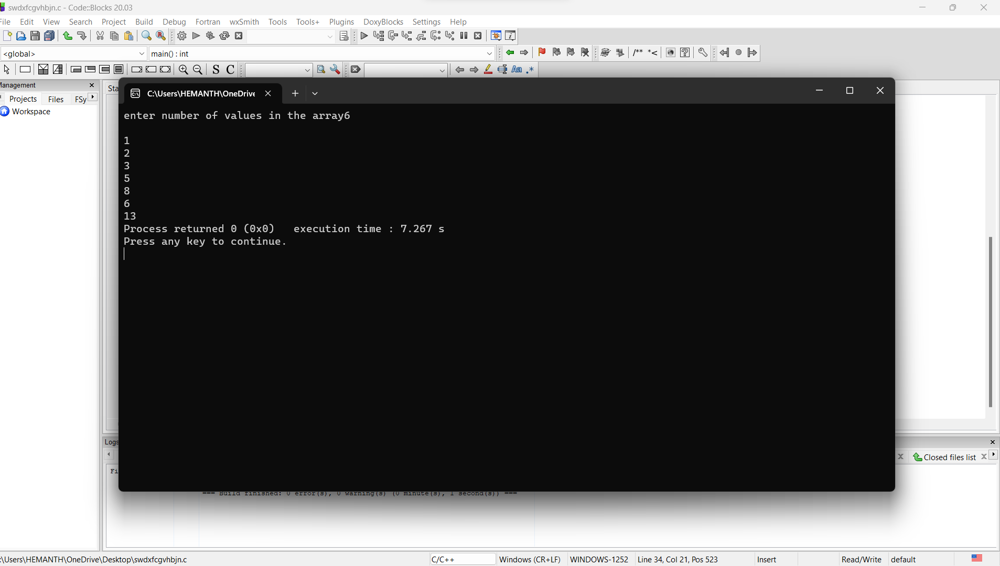 swdxfcgvhbjn.c - Code::Blocks 20.03
File Edit View Search Project Build Debug Fortran wxSmith Tools Tools+ Plugins DoxyBlocks Settings Help
<global> main() : int
/** *<
S C Aa .*
Management
Projects Files FSy
Workspace
Sta
C:\Users\HEMANTH\OneDrive
enter number of values in the array6
1
2
3
5
8
6
13
Process returned 0 (0x0) execution time : 7.267 s
Press any key to continue.
Logs
Closed files list
Fi
=== Build finished: 0 error(s), 0 warning(s) (0 minute(s), 1 second(s)) ===
:\Users\HEMANTH\OneDrive\Desktop\swdxfcgvhbjn.c C/C++ Windows (CR+LF) WINDOWS-1252 Line 34, Col 21, Pos 523 Insert Read/Write default